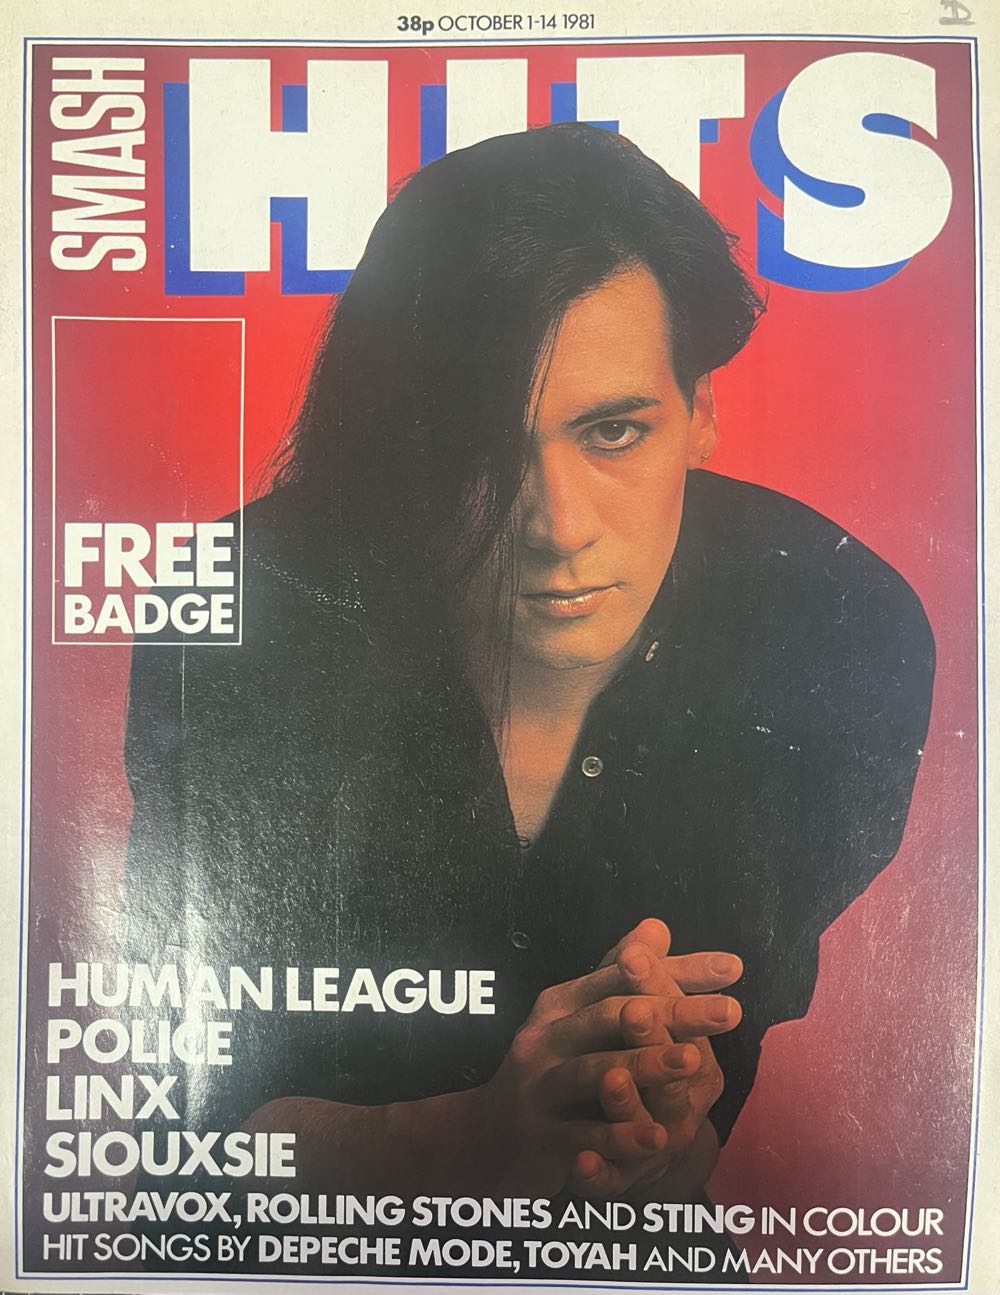 38p OCTOBER 1-14 1981
SMASH HITS
FREE
BADGE
HUMAN LEAGUE
POLICE
LINX
SIOUXSIE
ULTRAVOX, ROLLING STONES AND STING IN COLOUR
HIT SONGS BY DEPECHE MODE, TOYAH AND MANY OTHERS